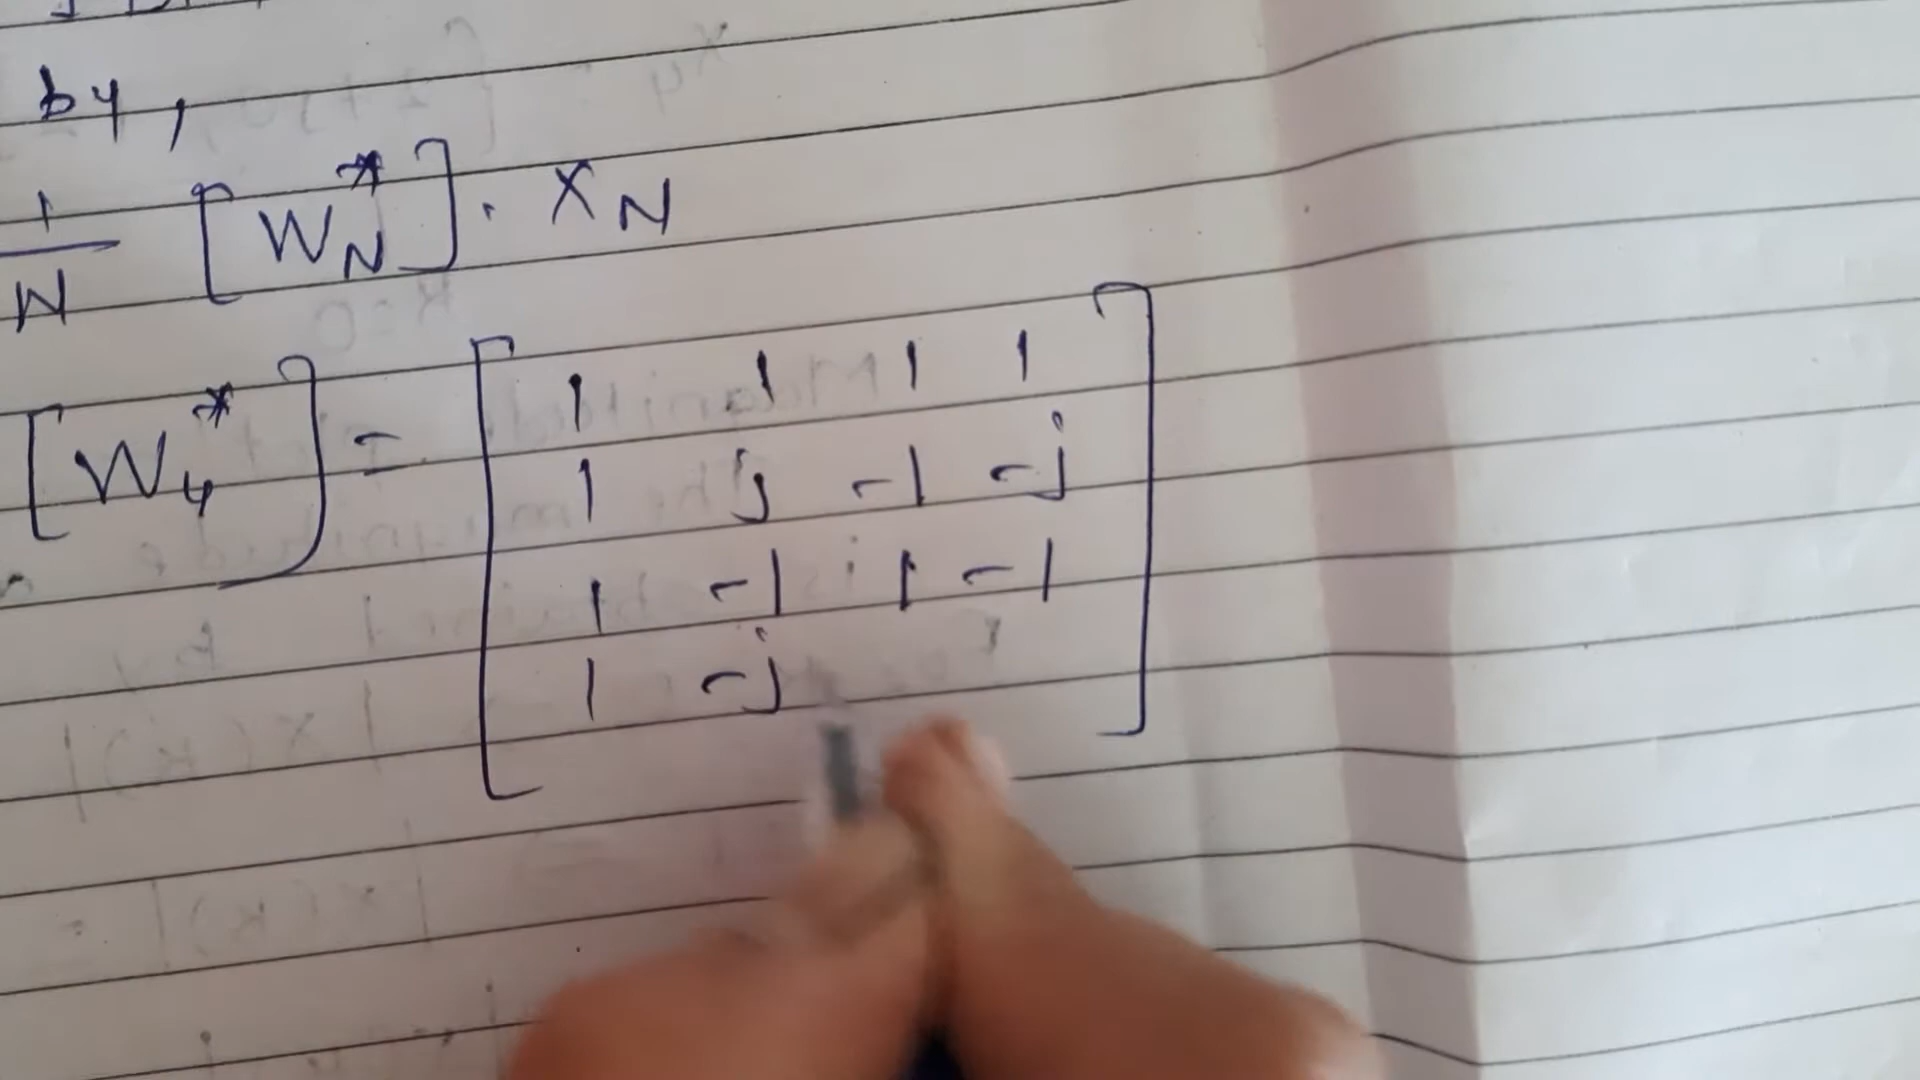 by,
1/N [W_N^*] . X_N
[W_4^*] = [
1 1 1 1
1 j -1 -j
1 -1 1 -1
1 -j
]